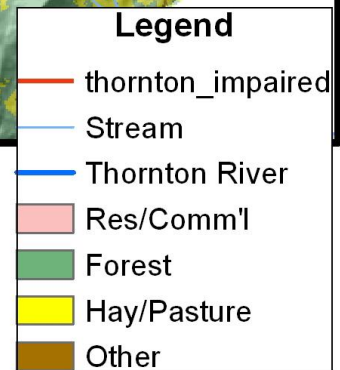 Legend
thornton_impaired
Stream
Thornton River
Res/Comm'l
Forest
Hay/Pasture
Other